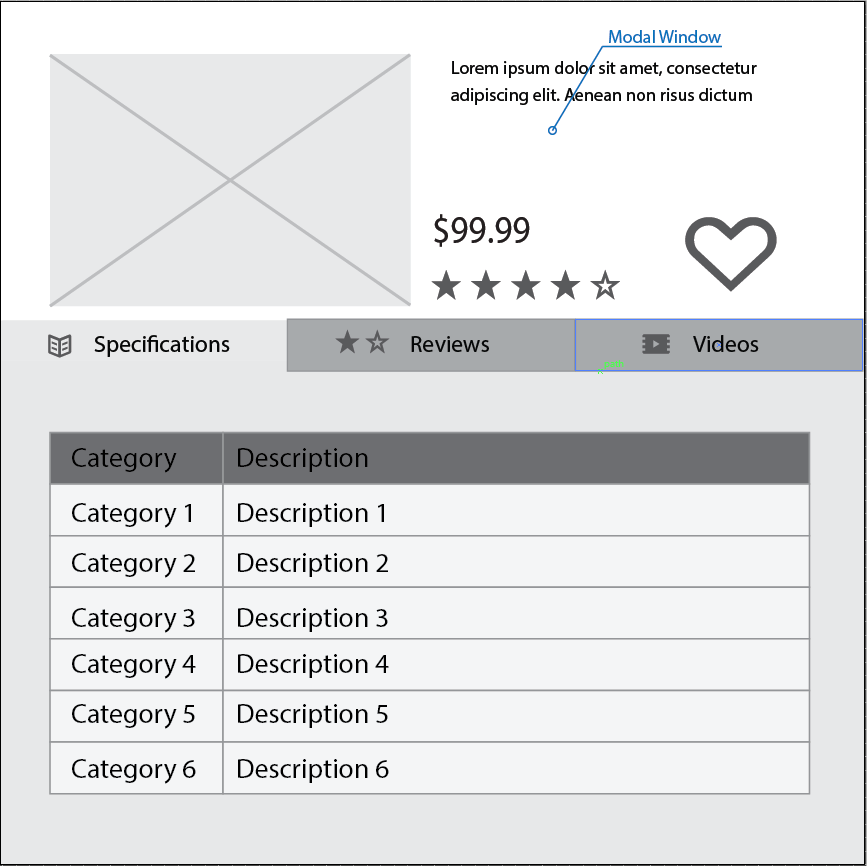 Modal Window
Lorem ipsum dolor sit amet, consectetur
adipiscing elit. Aenean non risus dictum
$99.99
Specifications
Reviews
Videos
Category Description
Category 1 Description 1
Category 2 Description 2
Category 3 Description 3
Category 4 Description 4
Category 5 Description 5
Category 6 Description 6